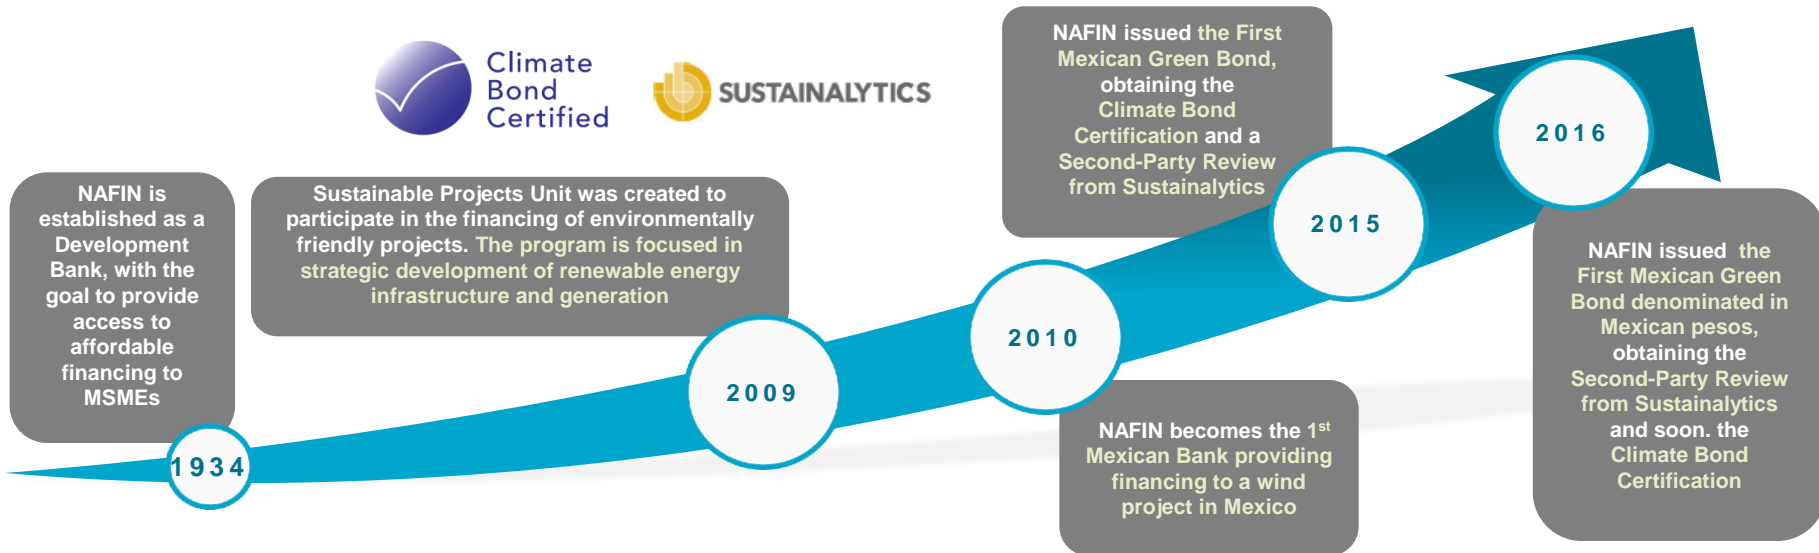 Climate
Bond
Certified
SUSTAINALYTICS
NAFIN is
established as a
Development
Bank, with the
goal to provide
access to
affordable
financing to
MSMEs
1934
Sustainable Projects Unit was created to
participate in the financing of environmentally
friendly projects. The program is focused in
strategic development of renewable energy
infrastructure and generation
2009
2010
NAFIN becomes the 1st
Mexican Bank providing
financing to a wind
project in Mexico
NAFIN issued the First
Mexican Green Bond,
obtaining the
Climate Bond
Certification and a
Second-Party Review
from Sustainalytics
2015
2016
NAFIN issued the
First Mexican Green
Bond denominated in
Mexican pesos,
obtaining the
Second-Party Review
from Sustainalytics
and soon. the
Climate Bond
Certification